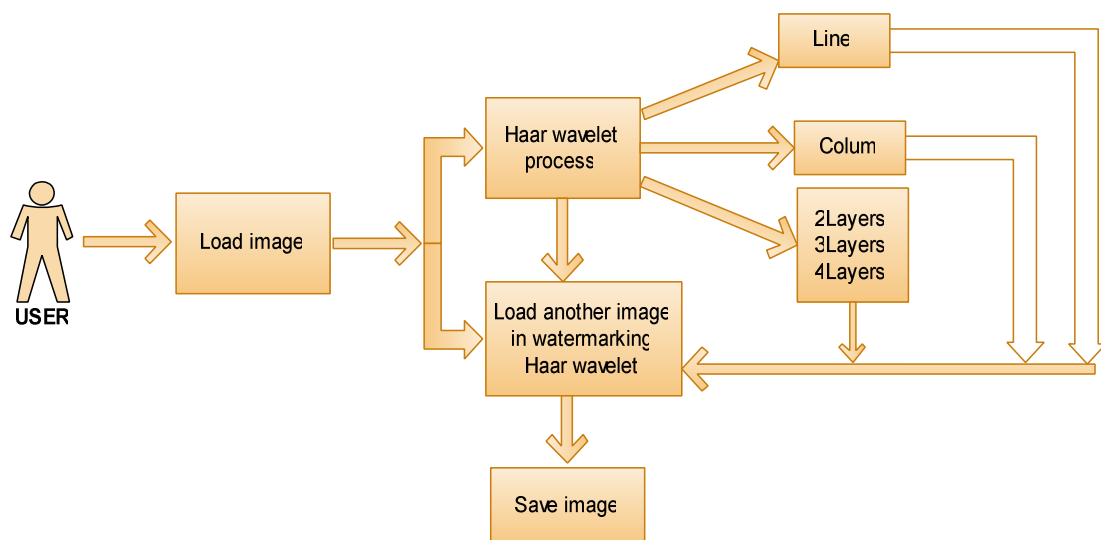 Line
Haar wavelet
process
Colum
2Layers
3Layers
4Layers
Load image
USER
Load another image
in watermarking
Haar wavelet
Save image